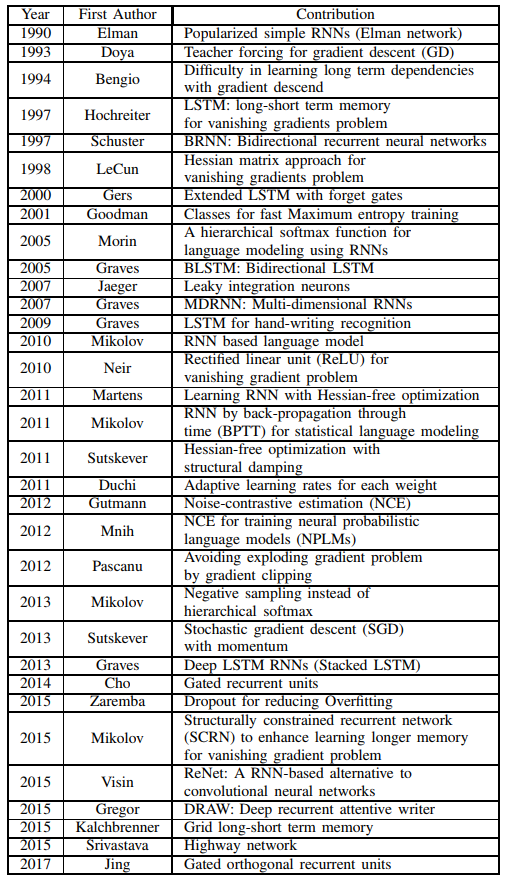 Year First Author Contribution
1990 Elman Popularized simple RNNs (Elman network)
1993 Doya Teacher forcing for gradient descent (GD)
1994 Bengio Difficulty in learning long term dependencies
with gradient descend
1997 Hochreiter LSTM: long-short term memory
for vanishing gradients problem
1997 Schuster BRNN: Bidirectional recurrent neural networks
1998 LeCun Hessian matrix approach for
vanishing gradients problem
2000 Gers Extended LSTM with forget gates
2001 Goodman Classes for fast Maximum entropy training
2005 Morin A hierarchical softmax function for
language modeling using RNNs
2005 Graves BLSTM: Bidirectional LSTM
2007 Jaeger Leaky integration neurons
2007 Graves MDRNN: Multi-dimensional RNNs
2009 Graves LSTM for hand-writing recognition
2010 Mikolov RNN based language model
2010 Neir Rectified linear unit (ReLU) for
vanishing gradient problem
2011 Martens Learning RNN with Hessian-free optimization
2011 Mikolov RNN by back-propagation through
time (BPTT) for statistical language modeling
2011 Sutskever Hessian-free optimization with
structural damping
2011 Duchi Adaptive learning rates for each weight
2012 Gutmann Noise-contrastive estimation (NCE)
2012 Mnih NCE for training neural probabilistic
language models (NPLMs)
2012 Pascanu Avoiding exploding gradient problem
by gradient clipping
2013 Mikolov Negative sampling instead of
hierarchical softmax
2013 Sutskever Stochastic gradient descent (SGD)
with momentum
2013 Graves Deep LSTM RNNs (Stacked LSTM)
2014 Cho Gated recurrent units
2015 Zaremba Dropout for reducing Overfitting
2015 Mikolov Structurally constrained recurrent network
(SCRN) to enhance learning longer memory
for vanishing gradient problem
2015 Visin ReNet: A RNN-based alternative to
convolutional neural networks
2015 Gregor DRAW: Deep recurrent attentive writer
2015 Kalchbrenner Grid long-short term memory
2015 Srivastava Highway network
2017 Jing Gated orthogonal recurrent units